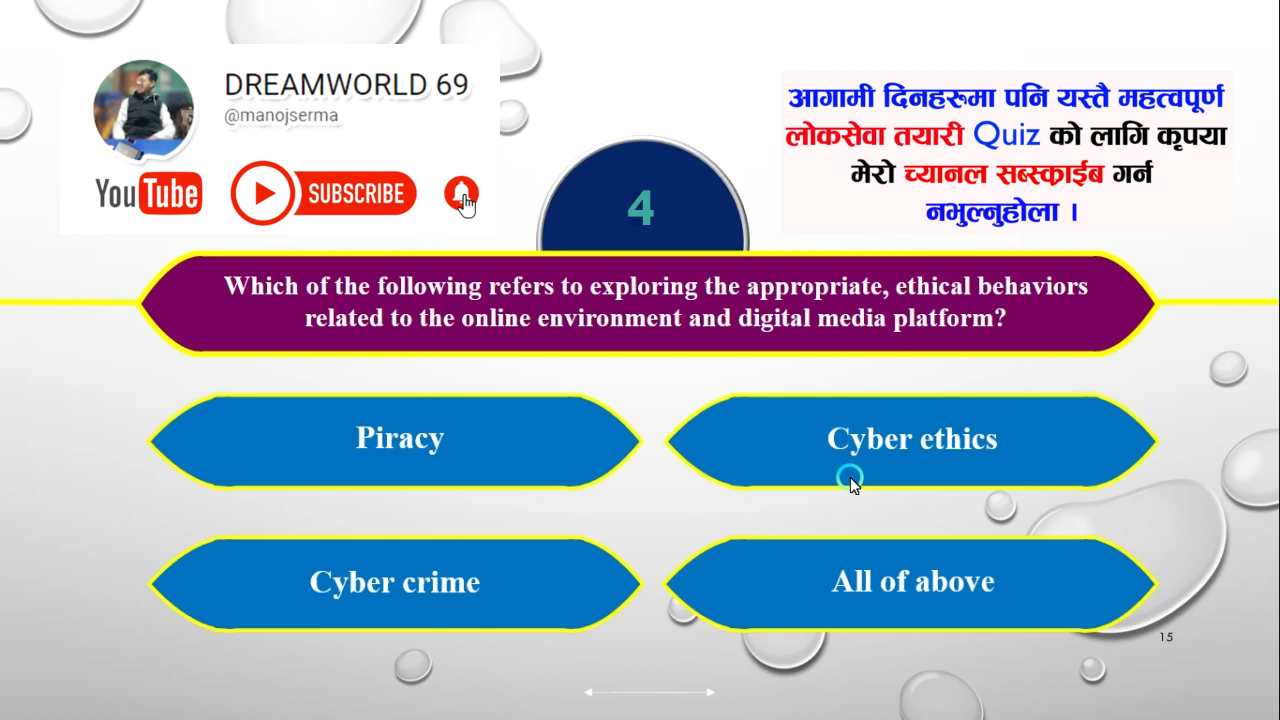 DREAMWORLD 69
@manojserma
YouTube
SUBSCRIBE
आगामी दिनहरूमा पनि यस्तै महत्वपूर्ण
लोकसेवा तयारी Quiz को लागि कृपया
मेरो च्यानल सब्स्क्राईब गर्न
नभुल्नुहोला ।
4
Which of the following refers to exploring the appropriate, ethical behaviors
related to the online environment and digital media platform?
Piracy
Cyber ethics
Cyber crime
All of above
15